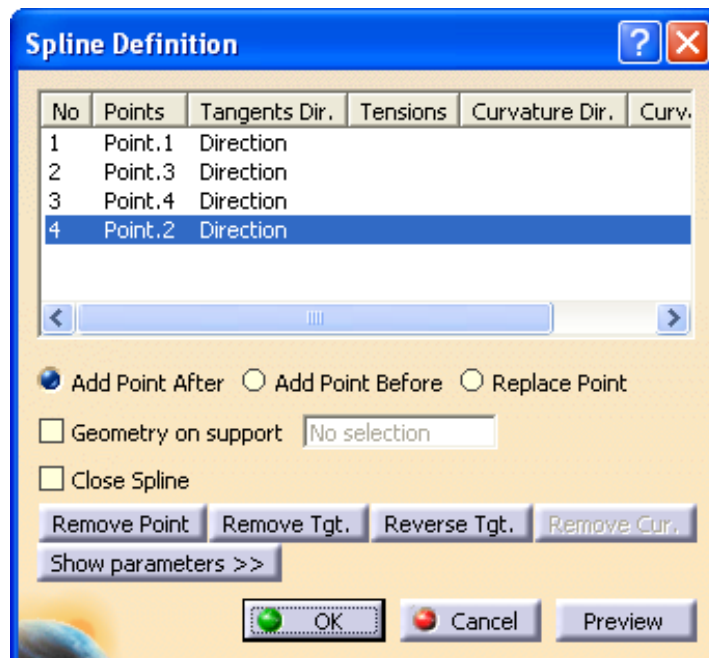 Spline Definition
No Points Tangents Dir. Tensions Curvature Dir. Curv.
1 Point.1 Direction
2 Point.3 Direction
3 Point.4 Direction
4 Point.2 Direction
Add Point After Add Point Before Replace Point
Geometry on support No selection
Close Spline
Remove Point Remove Tgt. Reverse Tgt. Remove Cur.
Show parameters >>
OK Cancel Preview